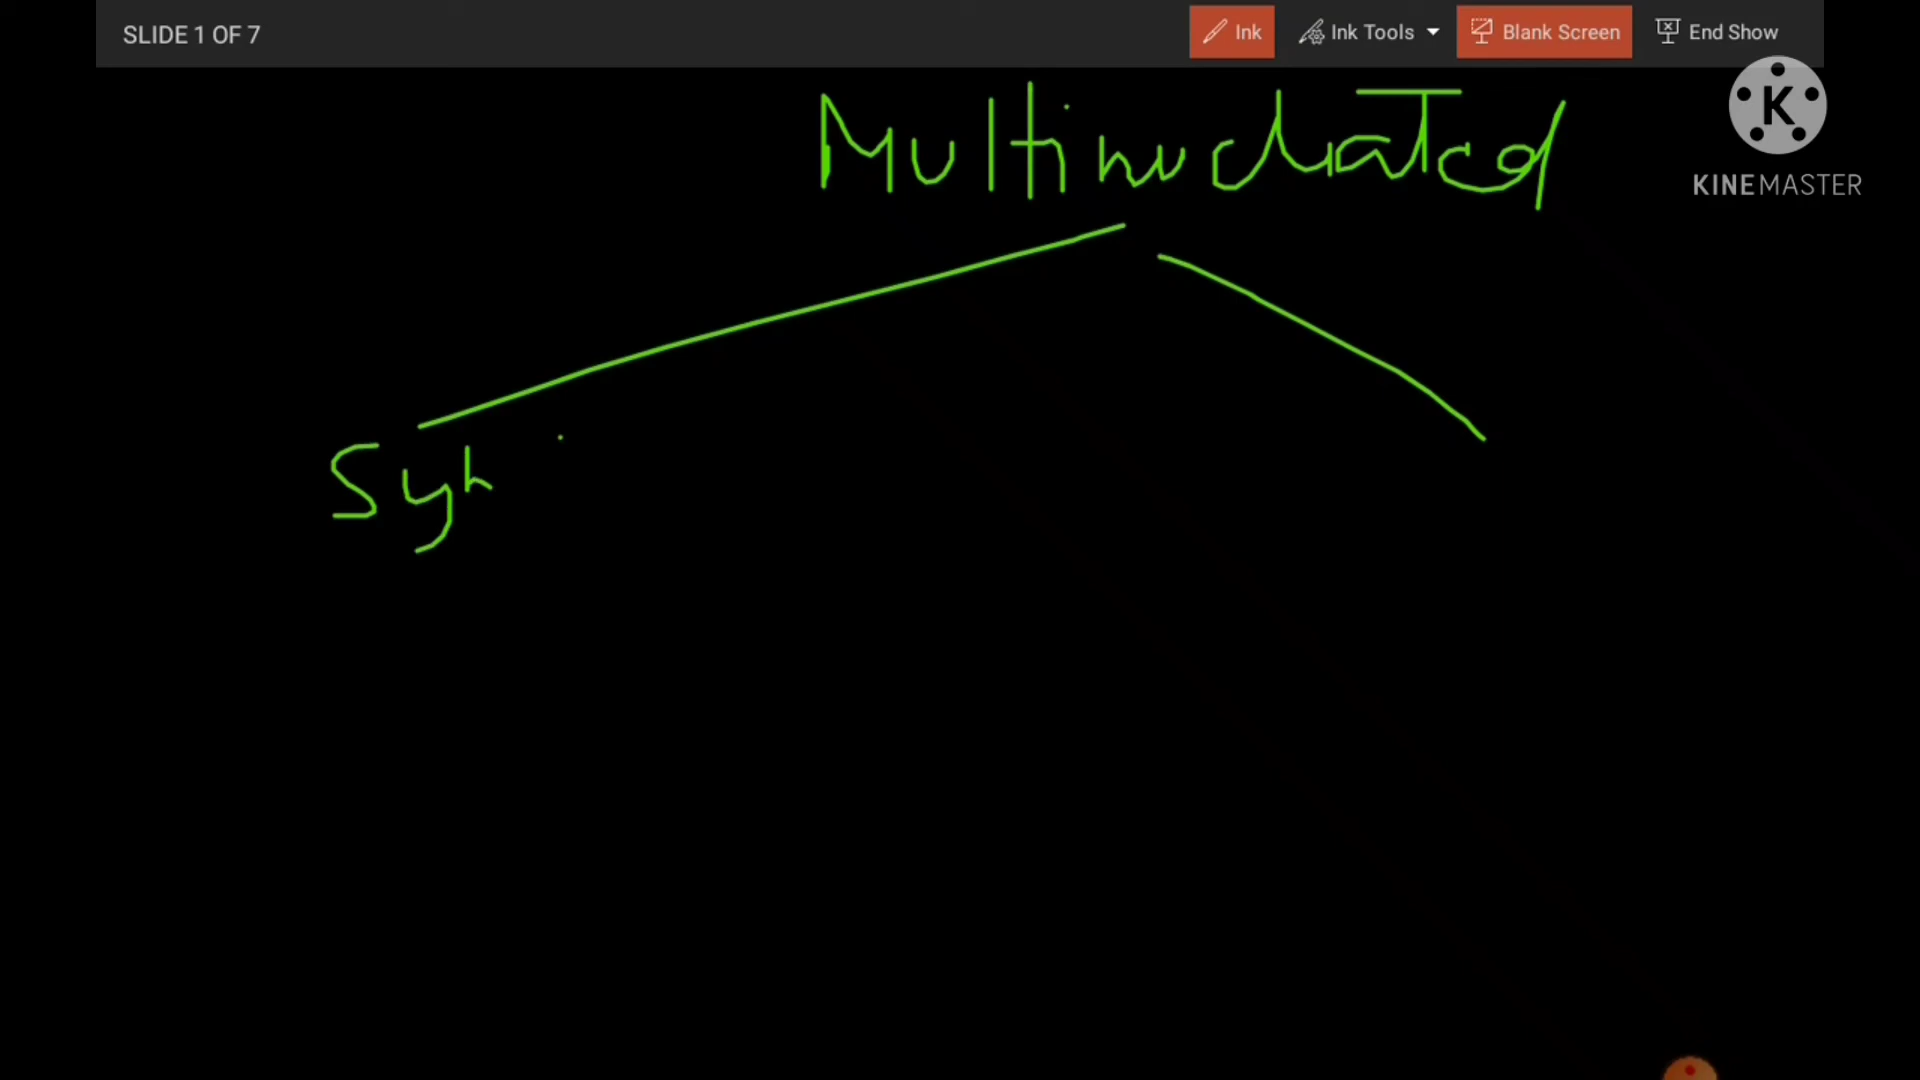 SLIDE 1 OF 7 Ink Ink Tools Blank Screen End Show
K
KINEMASTER
Multinucleated
Syn